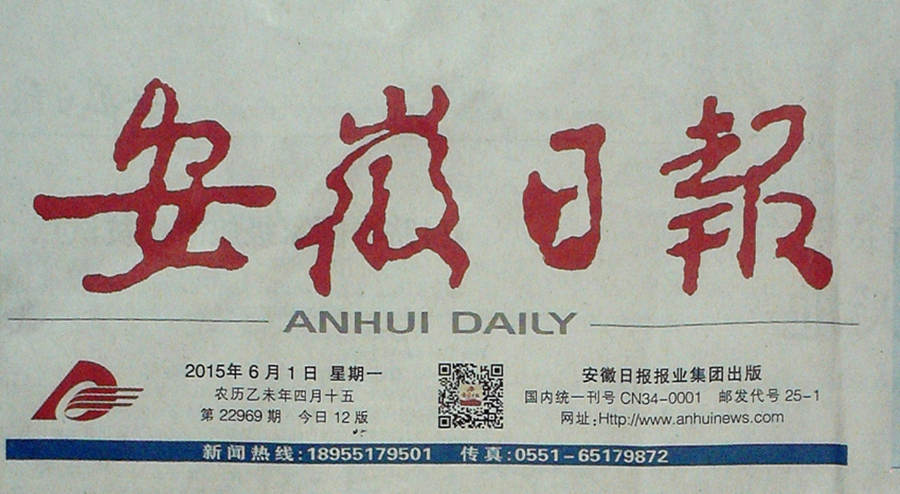 安徽日報
ANHUI DAILY
2015年6月1日 星期一
农历乙未年四月十五
第22969期 今日12版
安徽日报报业集团出版
国内统一刊号CN34-0001 邮发代号25-1
网址:Http://www.anhuinews.com
新闻热线:18955179501 传真:0551-65179872